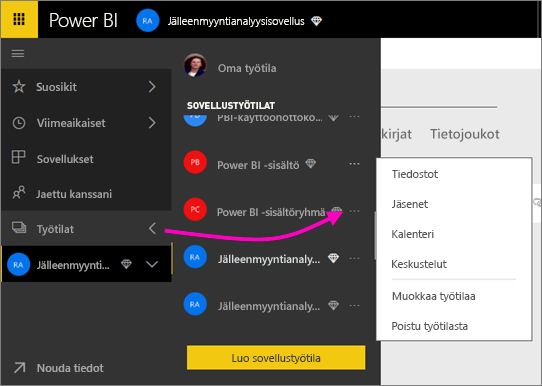 Power BI RA Jälleenmyyntianalyysisovellus
Suosikit
Viimeaikaiset
Sovellukset
Jaettu kanssani
Työtilat
RA Jälleenmyynti...
Nouda tiedot
Oma työtila
SOVELLUSTYÖTILAT
PBI-käyttöönottoko... ...
PB Power BI -sisältö ...
PC Power BI -sisältöryhmä ...
RA Jälleenmyyntianaly... ...
RA Jälleenmyyntianaly... ...
Luo sovellustyötila
kirjat Tietojoukot
Tiedostot
Jäsenet
Kalenteri
Keskustelut
Muokkaa työtilaa
Poistu työtilasta